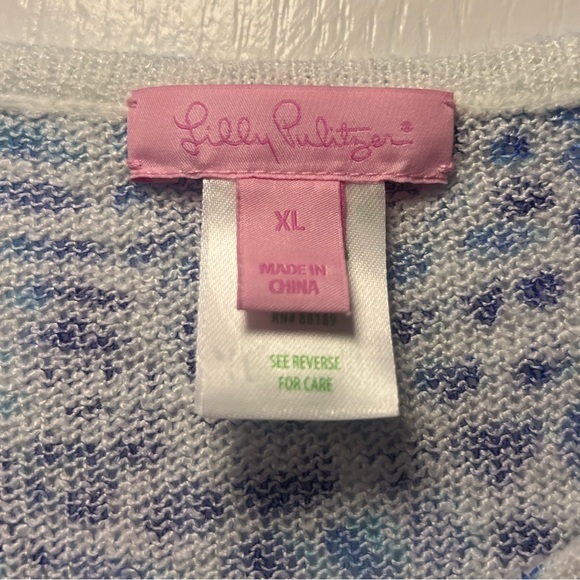 Lilly Pulitzer®
XL
MADE IN
CHINA
SEE REVERSE
FOR CARE